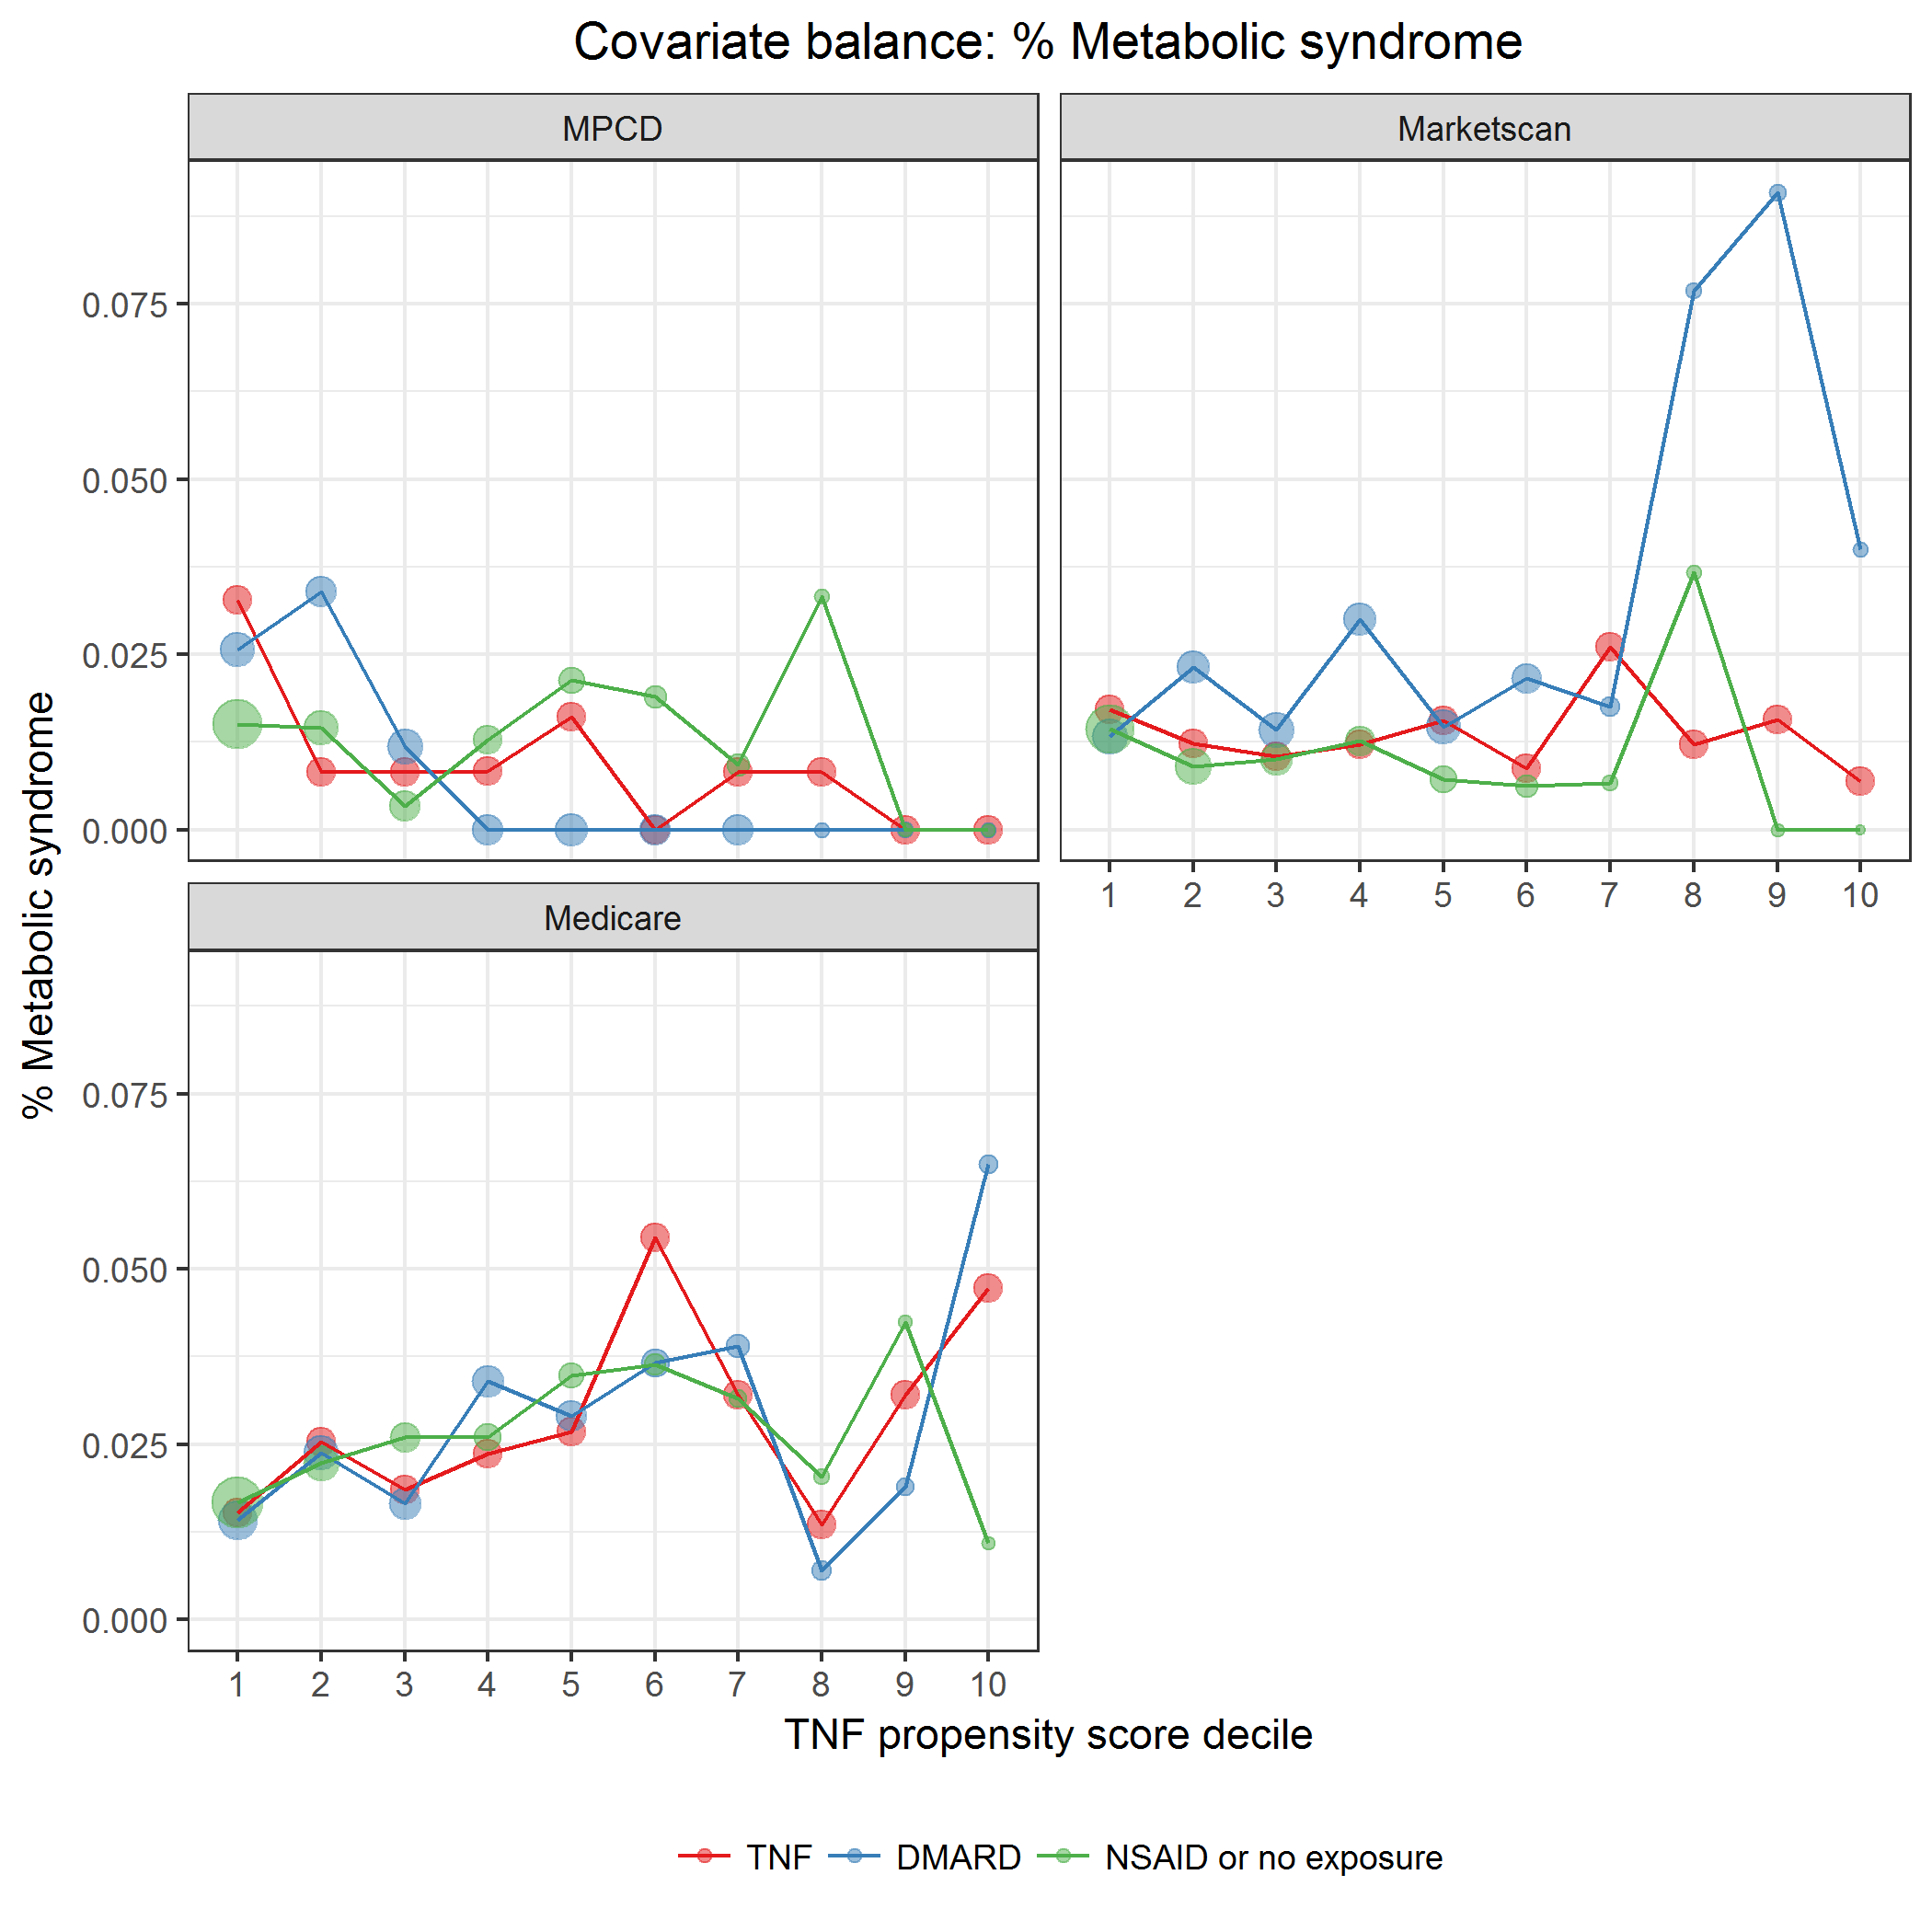 Covariate balance: % Metabolic syndrome
MPCD
Marketscan
0.075
0.050
0.025
0.000
1 2 3 4 5 6 7 8 9 10
Medicare
% Metabolic syndrome
0.075
0.050
0.025
0.000
1 2 3 4 5 6 7 8 9 10
TNF propensity score decile
TNF DMARD NSAID or no exposure